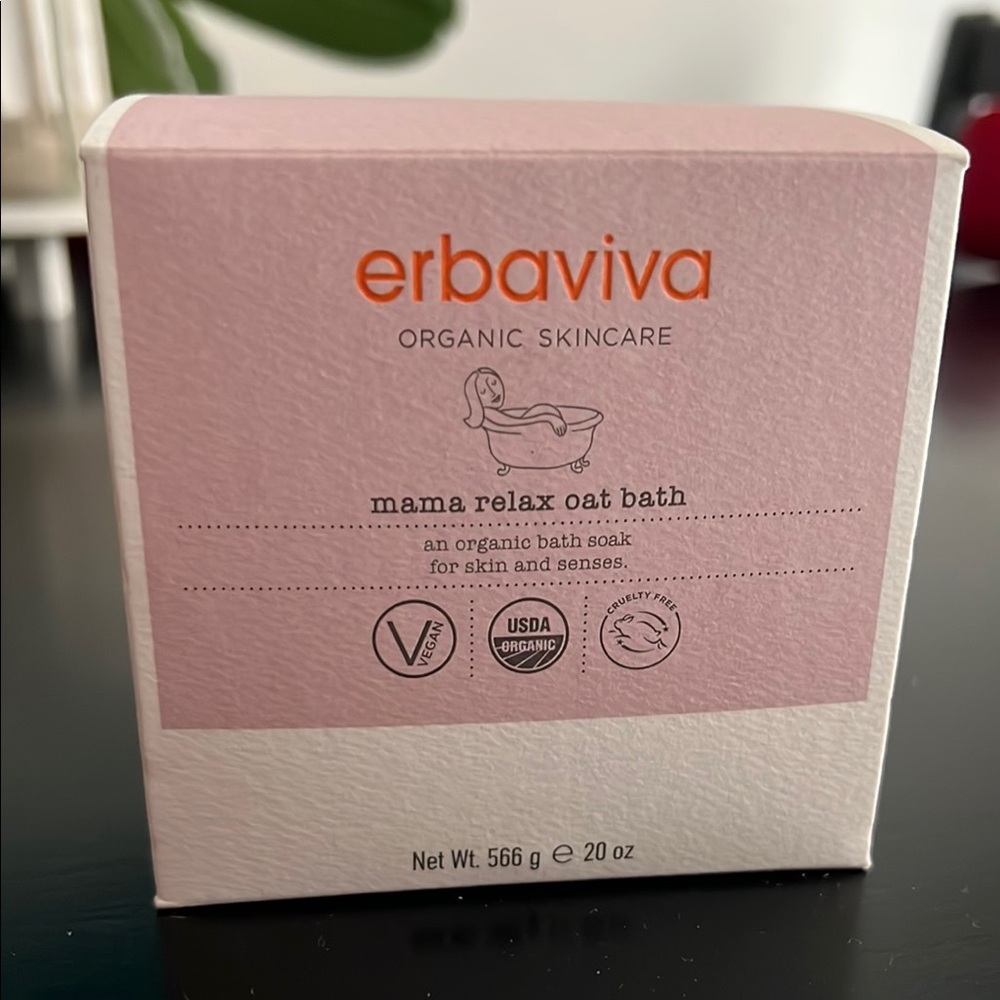 erbaviva
ORGANIC SKINCARE
mama relax oat bath
an organic bath soak
for skin and senses.
V VEGAN
USDA
ORGANIC
CRUELTY FREE
Net Wt. 566 g ℮ 20 oz